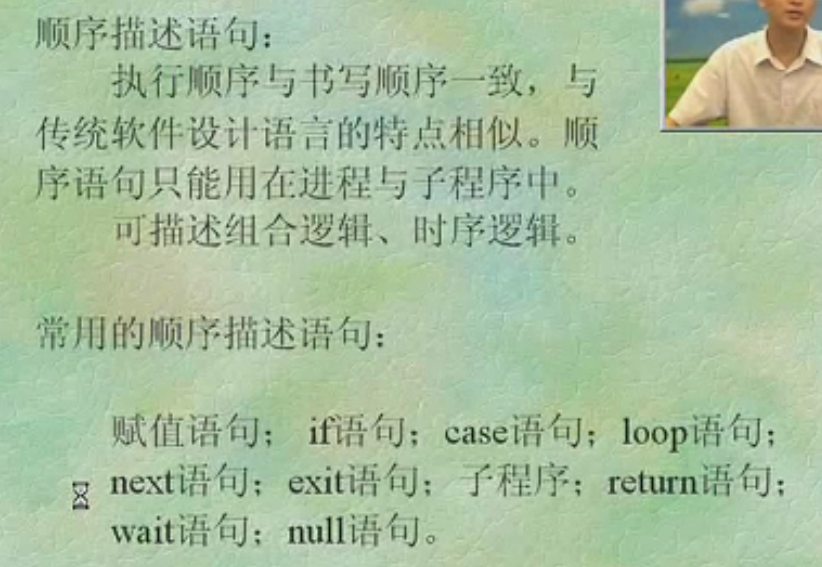 顺序描述语句：
执行顺序与书写顺序一致，与
传统软件设计语言的特点相似。顺
序语句只能用在进程与子程序中。
可描述组合逻辑、时序逻辑。
常用的顺序描述语句：
赋值语句； if语句；case语句；loop语句；
next语句；exit语句；子程序；return语句；
wait语句；null语句。